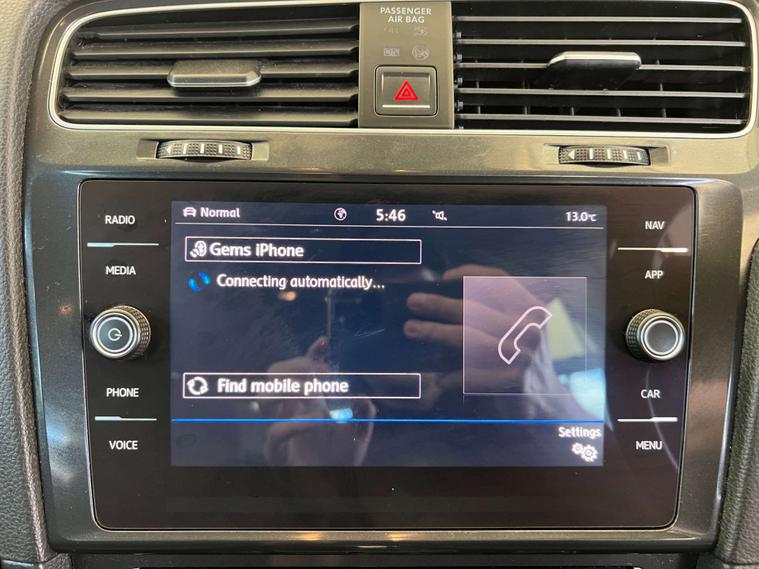 PASSENGER
AIR BAG
RADIO
MEDIA
PHONE
VOICE
Normal
5:46
13.0°C
Gems iPhone
Connecting automatically...
Find mobile phone
Settings
NAV
APP
CAR
MENU